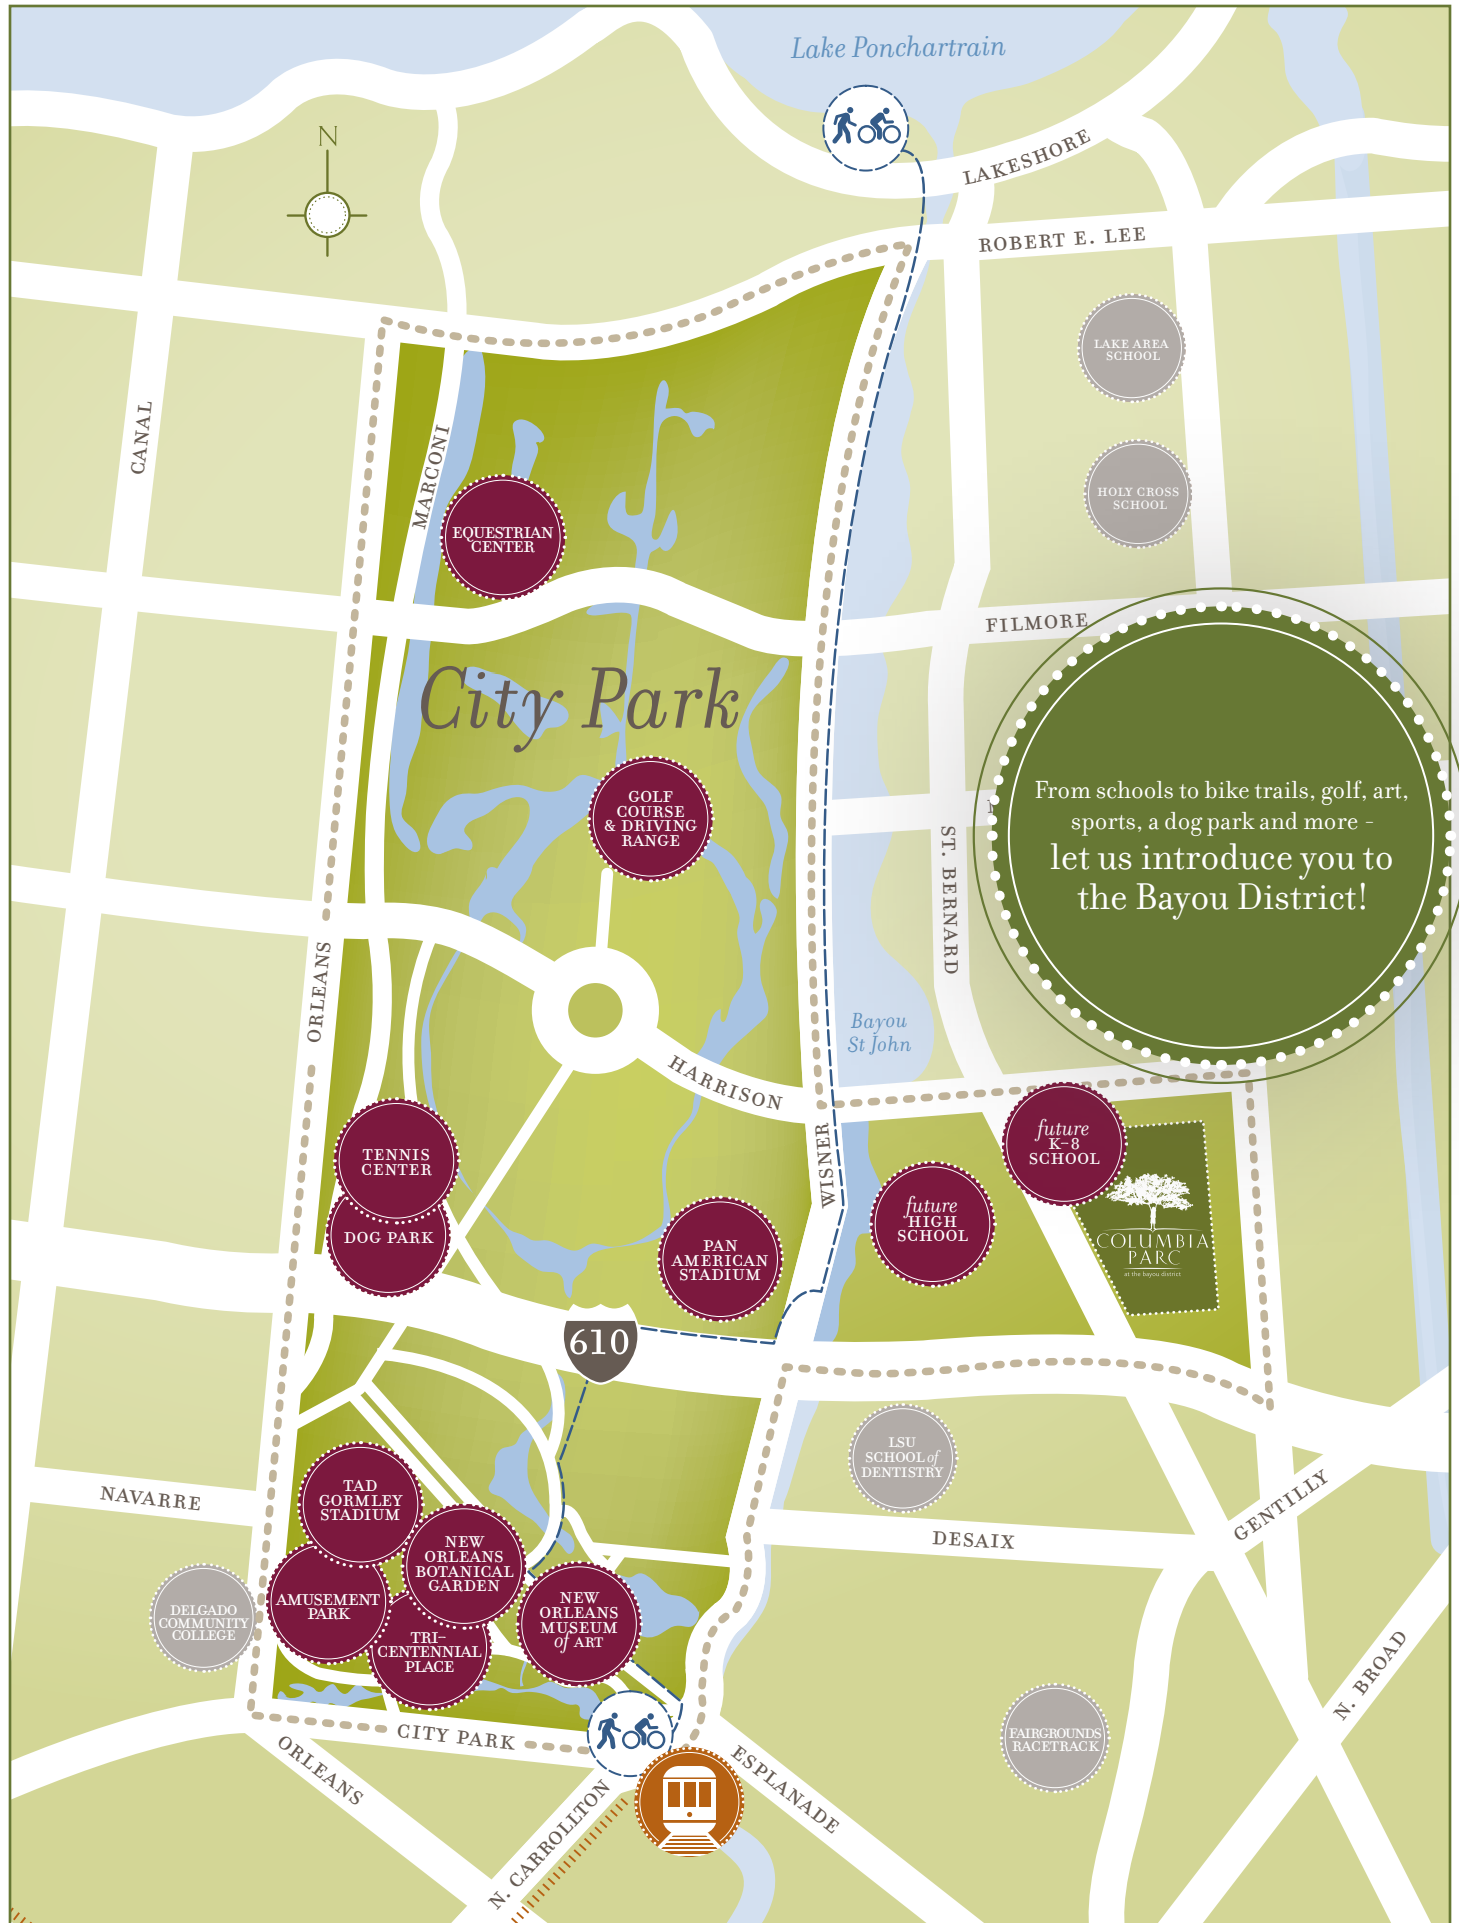 Lake Ponchartrain
N
LAKESHORE
ROBERT E. LEE
LAKE AREA
SCHOOL
CANAL
MARCONI
HOLY CROSS
SCHOOL
EQUESTRIAN
CENTER
FILMORE
City Park
GOLF
COURSE
& DRIVING
RANGE
From schools to bike trails, golf, art,
sports, a dog park and more -
let us introduce you to
the Bayou District!
ST. BERNARD
ORLEANS
Bayou
St John
HARRISON
WISNER
TENNIS
CENTER
DOG PARK
PAN
AMERICAN
STADIUM
future
HIGH
SCHOOL
future
K-8
SCHOOL
COLUMBIA
PARC
at the bayou district
610
LSU
SCHOOL of
DENTISTRY
NAVARRE
TAD
GORMLEY
STADIUM
NEW
ORLEANS
BOTANICAL
GARDEN
DESAIX
GENTILLY
DELGADO
COMMUNITY
COLLEGE
AMUSEMENT
PARK
TRI-
CENTENNIAL
PLACE
NEW
ORLEANS
MUSEUM
of ART
N. BROAD
FAIRGROUNDS
RACETRACK
CITY PARK
ORLEANS
ESPLANADE
N. CARROLLTON